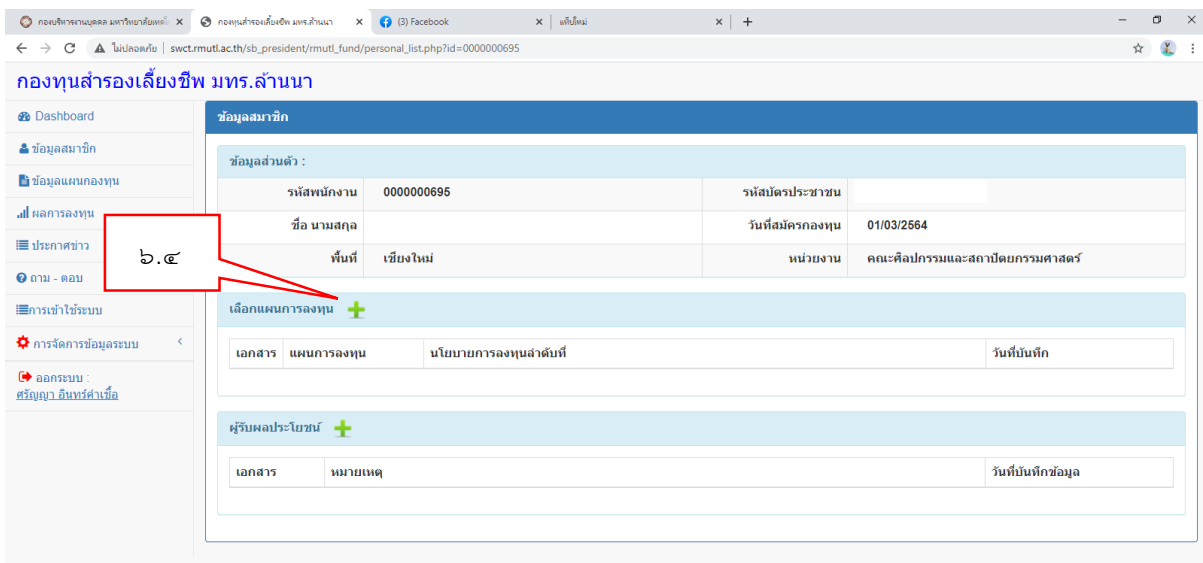 กองบริหารงานบุคคล มหาวิทยาลัยเทคโ
กองทุนสำรองเลี้ยงชีพ มทร.ล้านนา
(3) Facebook
แท็บใหม่
ไม่ปลอดภัย | swct.rmutl.ac.th/sb_president/rmutl_fund/personal_list.php?id=0000000695
กองทุนสำรองเลี้ยงชีพ มทร.ล้านนา
Dashboard
ข้อมูลสมาชิก
ข้อมูลแผนกองทุน
ผลการลงทุน
ประกาศข่าว
ถาม - ตอบ
การเข้าใช้ระบบ
การจัดการข้อมูลระบบ
ออกระบบ :
ศรัญญา อินทร์คำเชื้อ
ข้อมูลสมาชิก
ข้อมูลส่วนตัว :
รหัสพนักงาน 0000000695 รหัสบัตรประชาชน
ชื่อ นามสกุล วันที่สมัครกองทุน 01/03/2564
พื้นที่ เชียงใหม่ หน่วยงาน คณะศิลปกรรมและสถาปัตยกรรมศาสตร์
๖.๔
เลือกแผนการลงทุน
เอกสาร แผนการลงทุน นโยบายการลงทุนลำดับที่ วันที่บันทึก
ผู้รับผลประโยชน์
เอกสาร หมายเหตุ วันที่บันทึกข้อมูล